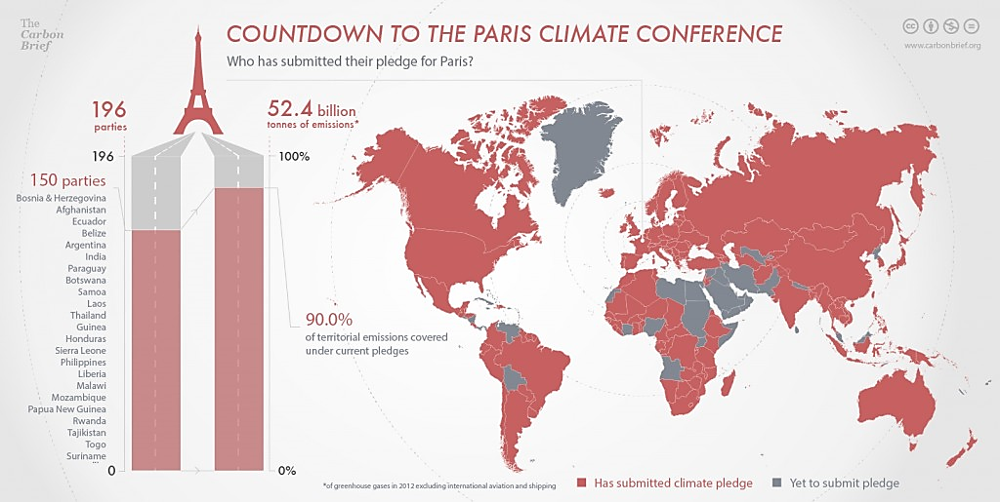 The
Carbon
Brief
COUNTDOWN TO THE PARIS CLIMATE CONFERENCE
Who has submitted their pledge for Paris?
www.carbonbrief.org
196
parties
52.4 billion
tonnes of emissions*
196
100%
150 parties
Bosnia & Herzegovina
Afghanistan
Ecuador
Belize
Argentina
India
Paraguay
Botswana
Samoa
Laos
Thailand
Guinea
Honduras
Sierra Leone
Philippines
Liberia
Malawi
Mozambique
Papua New Guinea
Rwanda
Tajikistan
Togo
Suriname
...
0
0%
90.0%
of territorial emissions covered
under current pledges
*of greenhouse gases in 2012 excluding international aviation and shipping
Has submitted climate pledge
Yet to submit pledge